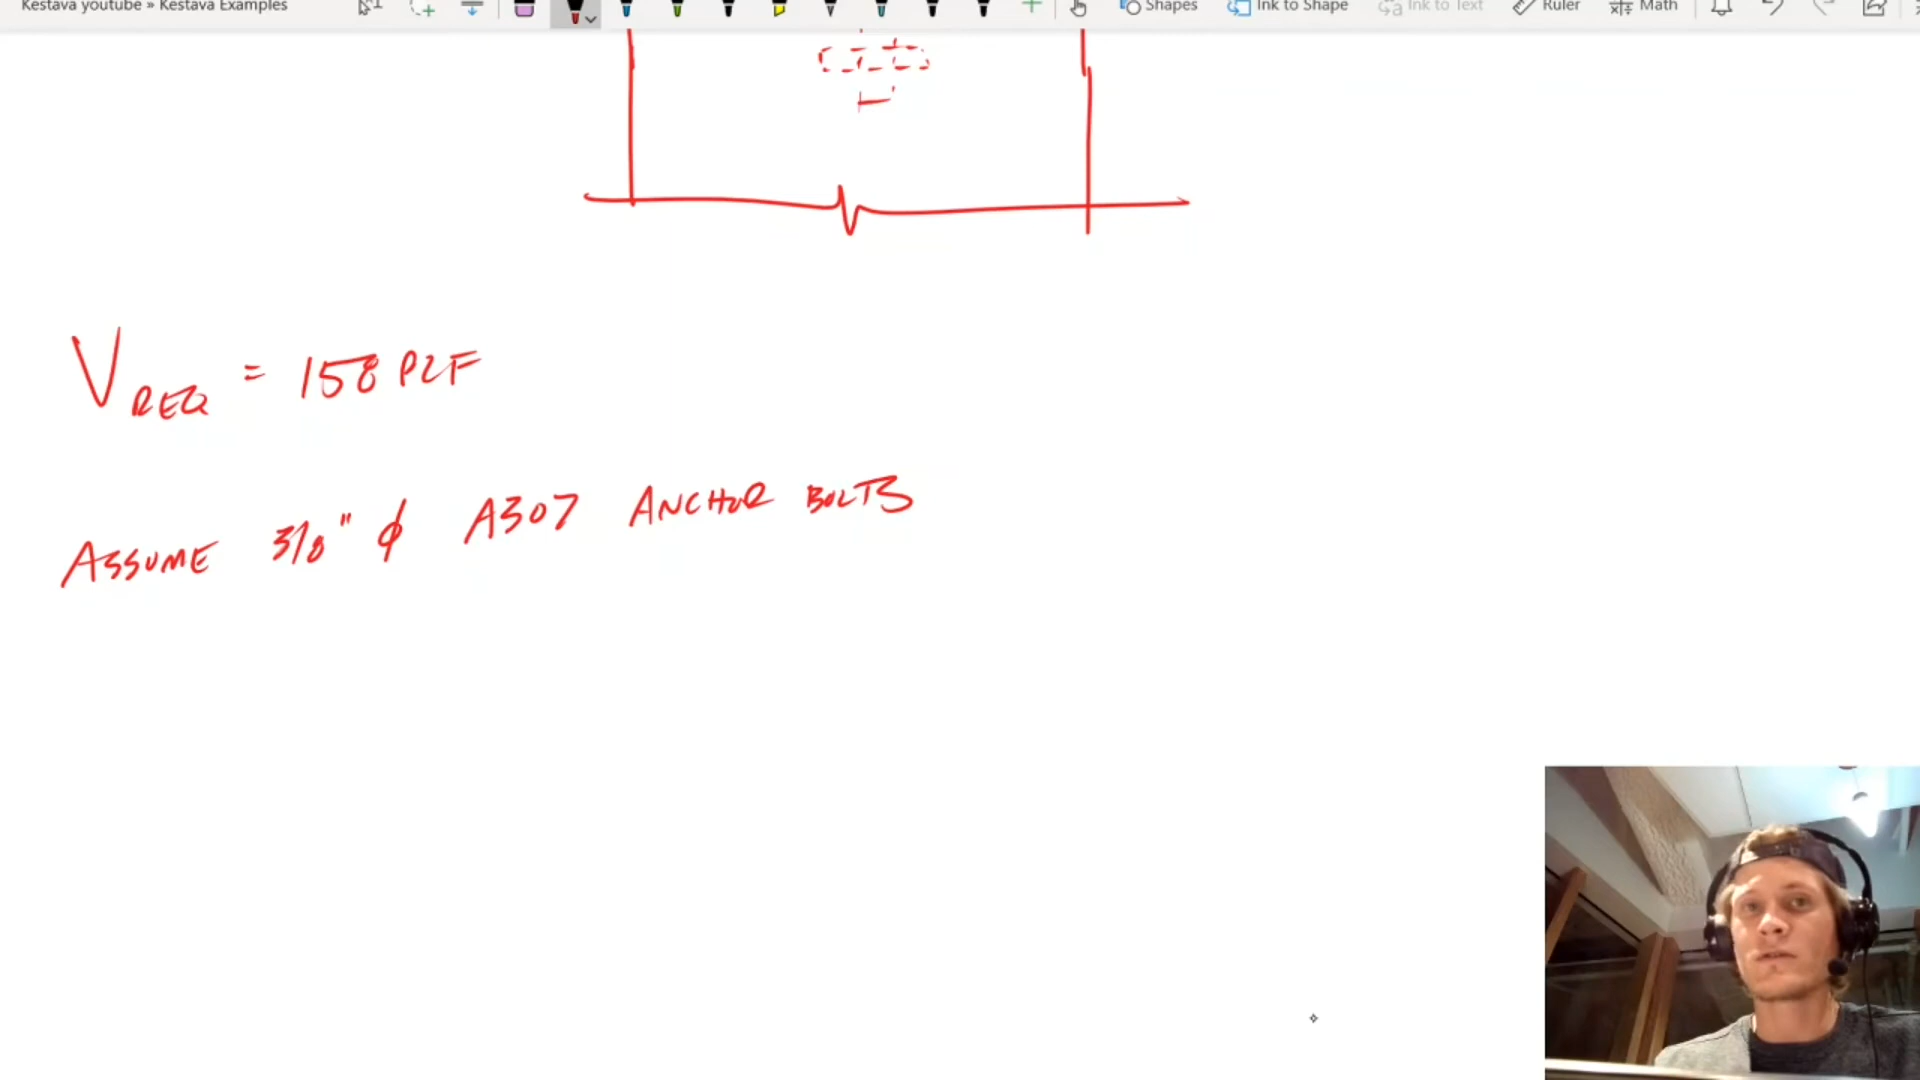 Kestava youtube » Kestava Examples
Shapes
Ink to Shape
Ink to Text
Ruler
Math
V REQ = 158 PLF
ASSUME 3/8" ϕ A307 ANCHOR BOLTS